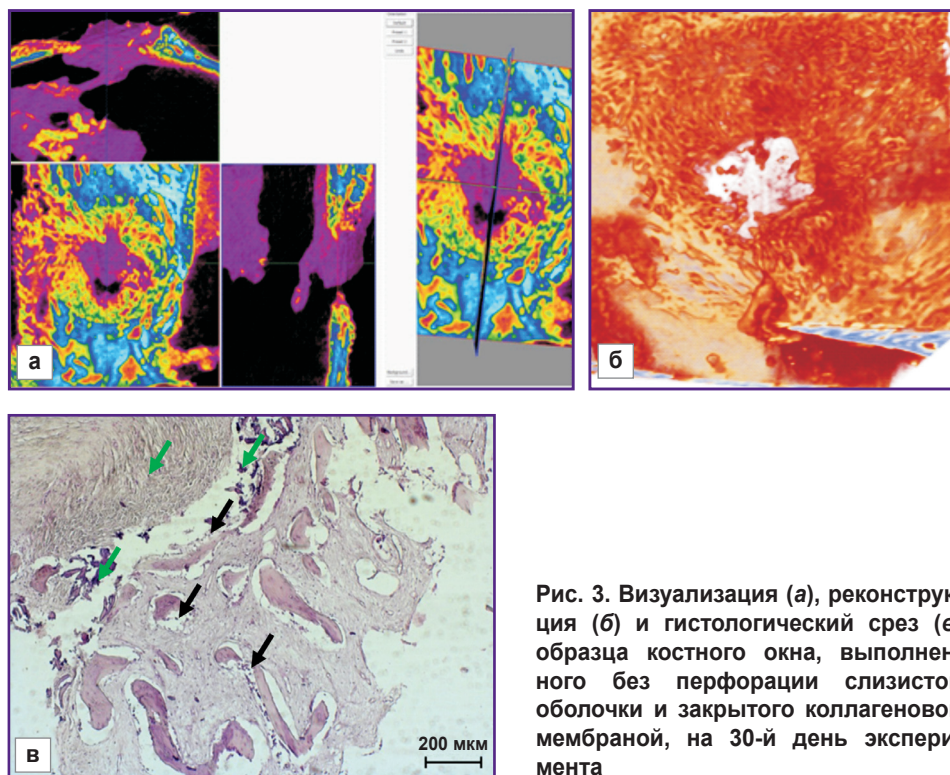 а
б
в
200 мкм
Рис. 3. Визуализация (а), реконструк
ция (б) и гистологический срез (в
образца костного окна, выполнен
ного без перфорации слизисто
оболочки и закрытого коллагеново
мембраной, на 30-й день экспери
мента